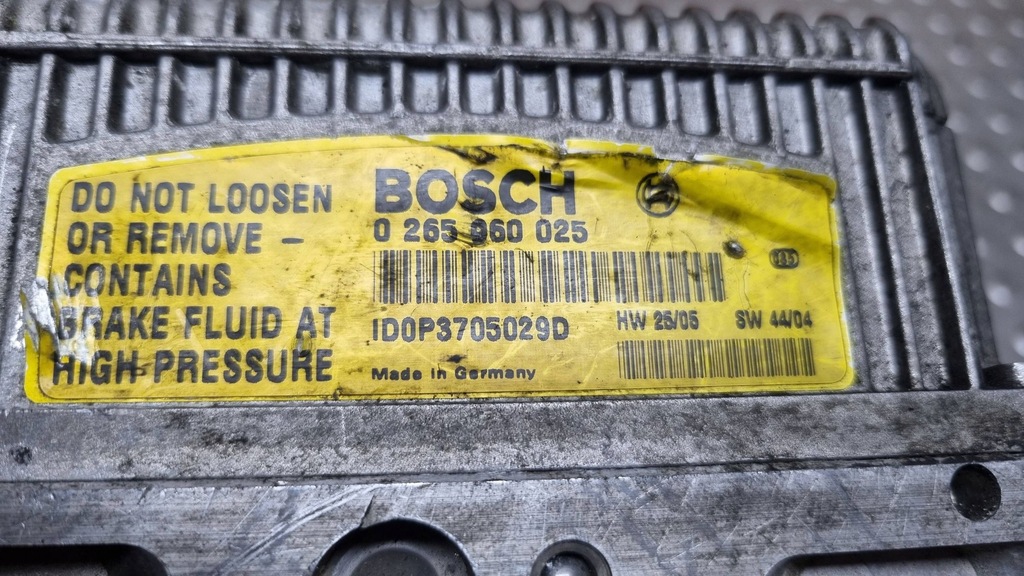 DO NOT LOOSEN
OR REMOVE –
CONTAINS
BRAKE FLUID AT
HIGH PRESSURE
BOSCH
0 265 960 025
ID0P3705029D
Made in Germany
HW 25/05 SW 44/04